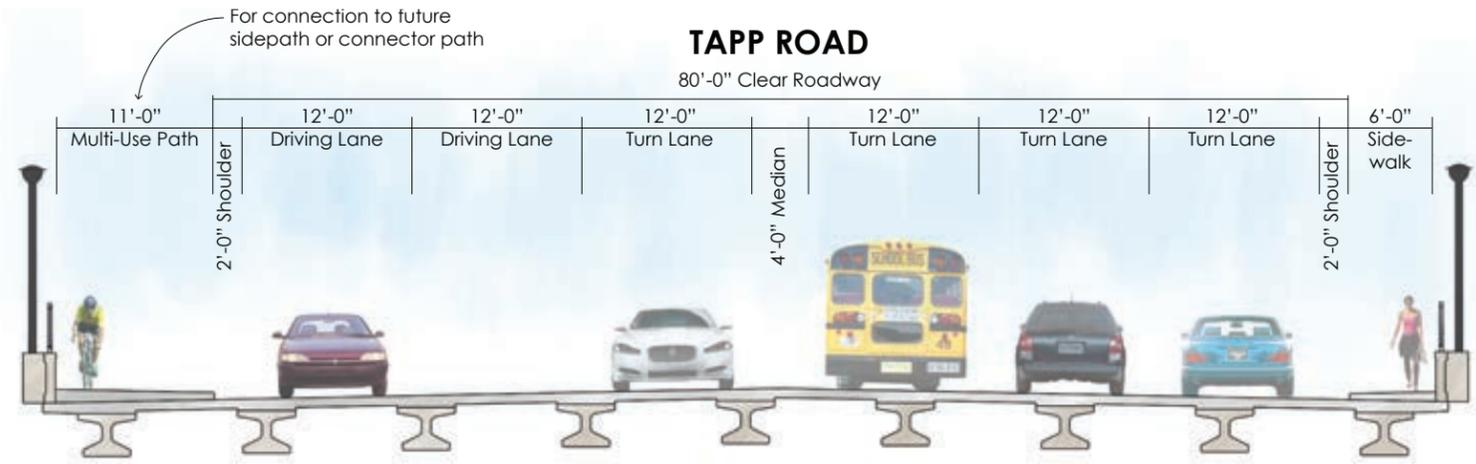 For connection to future
sidepath or connector path
TAPP ROAD
80’-0” Clear Roadway
11’-0”
Multi-Use Path
2’-0” Shoulder
12’-0”
Driving Lane
12’-0”
Driving Lane
12’-0”
Turn Lane
4’-0” Median
12’-0”
Turn Lane
12’-0”
Turn Lane
12’-0”
Turn Lane
2’-0” Shoulder
6’-0”
Side-
walk
SCHOOL BUS